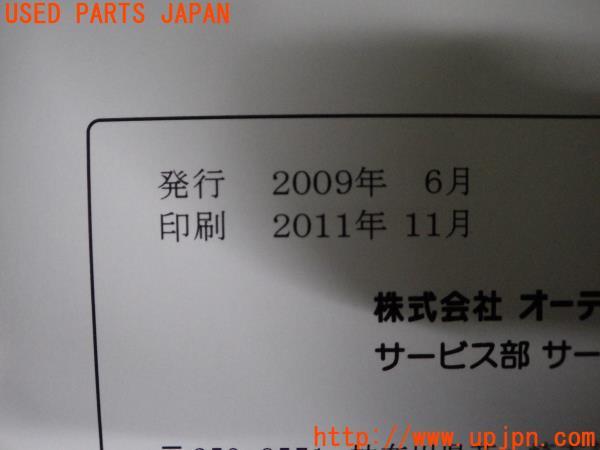 USED PARTS JAPAN
発行 2009年 6月
印刷 2011年 11月
株式会社 オーテ
サービス部 サー
http://www.upjpn.com